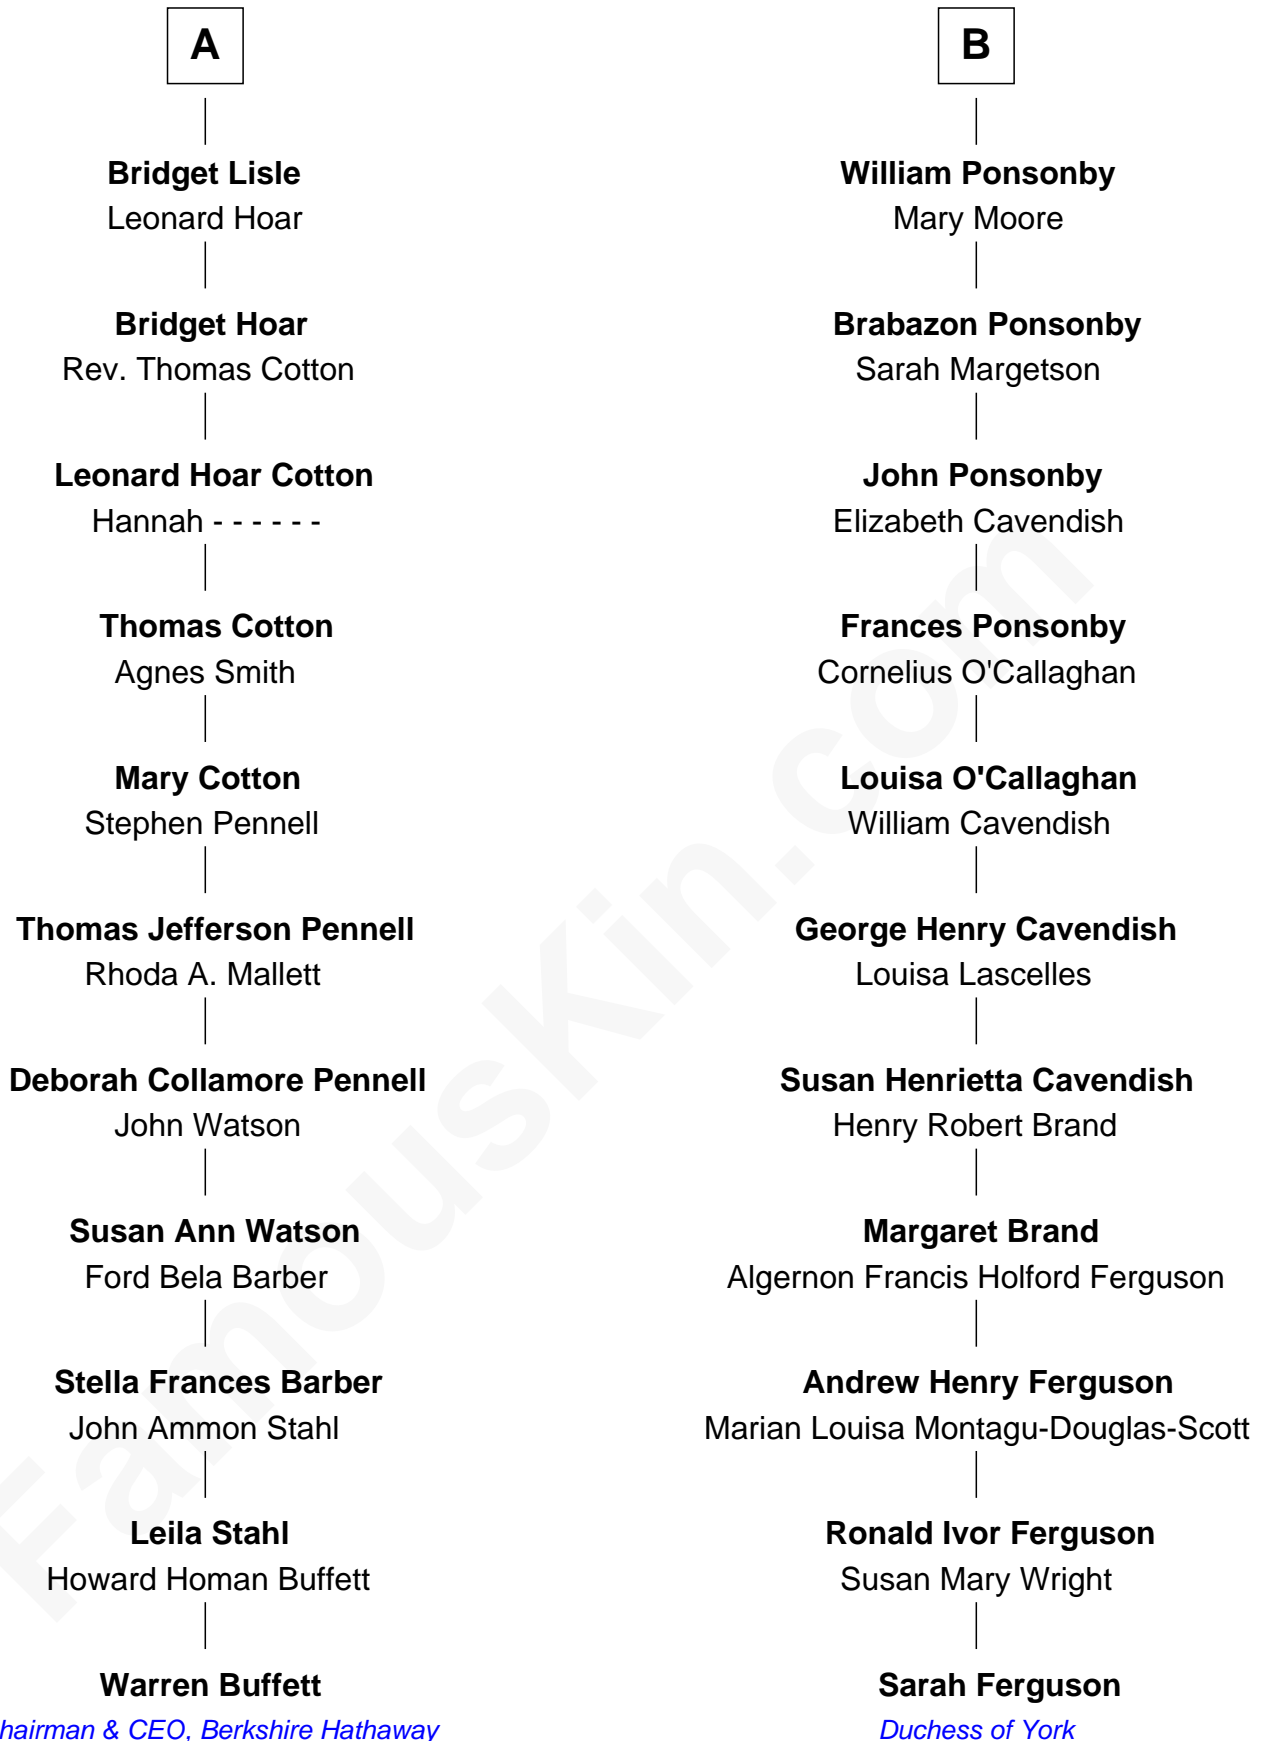 A
Bridget Lisle
Leonard Hoar
Bridget Hoar
Rev. Thomas Cotton
Leonard Hoar Cotton
Hannah - - - - - -
Thomas Cotton
Agnes Smith
Mary Cotton
Stephen Pennell
Thomas Jefferson Pennell
Rhoda A. Mallett
Deborah Collamore Pennell
John Watson
Susan Ann Watson
Ford Bela Barber
Stella Frances Barber
John Ammon Stahl
Leila Stahl
Howard Homan Buffett
Warren Buffett
hairman & CEO, Berkshire Hathaway
B
William Ponsonby
Mary Moore
Brabazon Ponsonby
Sarah Margetson
John Ponsonby
Elizabeth Cavendish
Frances Ponsonby
Cornelius O'Callaghan
Louisa O'Callaghan
William Cavendish
George Henry Cavendish
Louisa Lascelles
Susan Henrietta Cavendish
Henry Robert Brand
Margaret Brand
Algernon Francis Holford Ferguson
Andrew Henry Ferguson
Marian Louisa Montagu-Douglas-Scott
Ronald Ivor Ferguson
Susan Mary Wright
Sarah Ferguson
Duchess of York
FamousKin.com